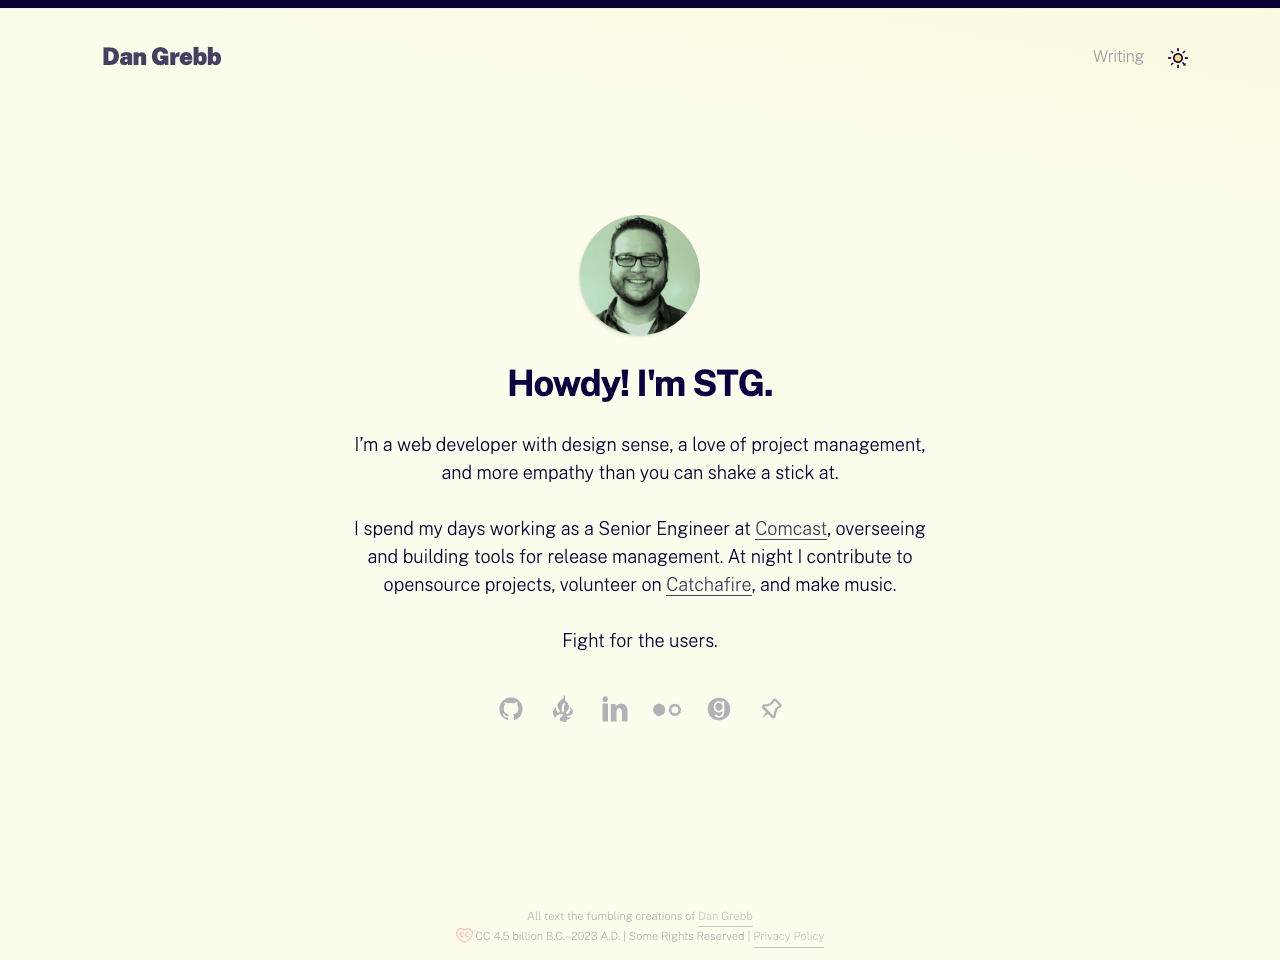 Dan Grebb
Writing
Howdy! I'm STG.
I’m a web developer with design sense, a love of project management,
and more empathy than you can shake a stick at.
I spend my days working as a Senior Engineer at Comcast, overseeing
and building tools for release management. At night I contribute to
opensource projects, volunteer on Catchafire, and make music.
Fight for the users.
All text the fumbling creations of Dan Grebb
CC 4.5 billion B.C.–2023 A.D. | Some Rights Reserved | Privacy Policy